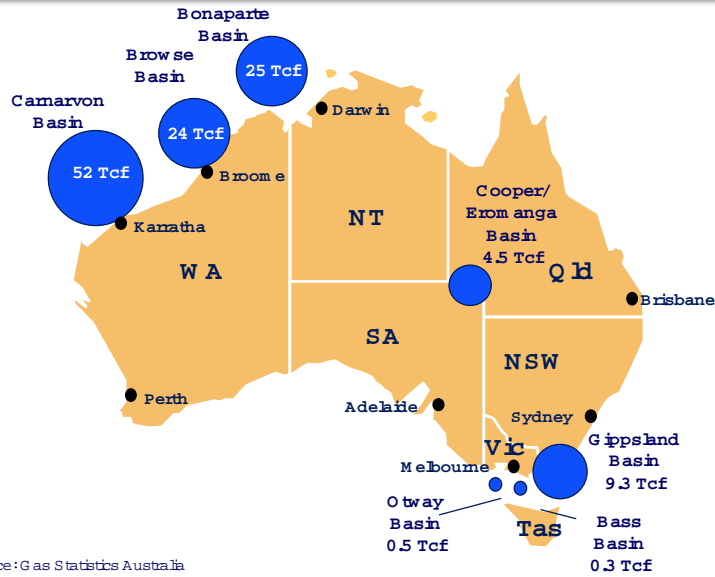 Bonaparte
Basin
25 Tcf
Browse
Basin
24 Tcf
Carnarvon
Basin
52 Tcf
Darwin
Broome
Karratha
Cooper/
Eromanga
Basin
4.5 Tcf
NT
WA
Qld
Brisbane
SA
NSW
Perth
Adelaide
Sydney
Vic
Melbourne
Gippsland
Basin
9.3 Tcf
Otway
Basin
0.5 Tcf
Tas
Bass
Basin
0.3 Tcf
ce: Gas Statistics Australia